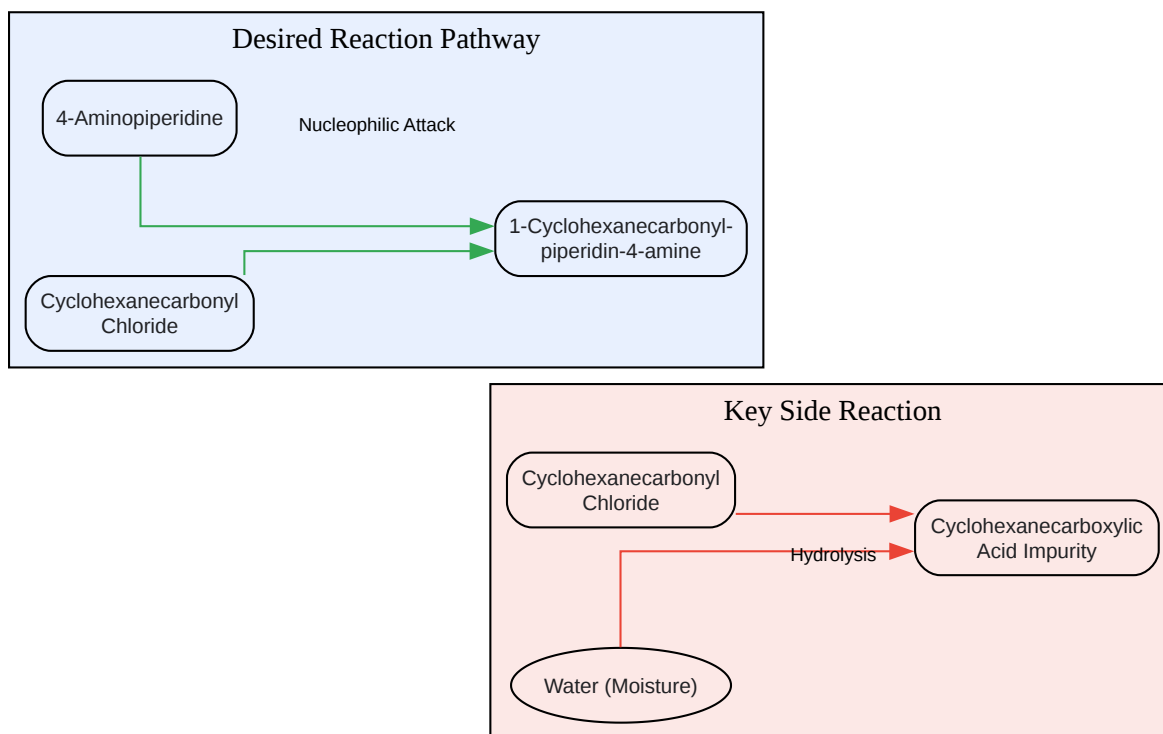 Desired Reaction Pathway
4-Aminopiperidine
Nucleophilic Attack
1-Cyclohexanecarbonyl-
piperidin-4-amine
Cyclohexanecarbonyl
Chloride
Key Side Reaction
Cyclohexanecarbonyl
Chloride
Cyclohexanecarboxylic
Acid Impurity
Hydrolysis
Water (Moisture)